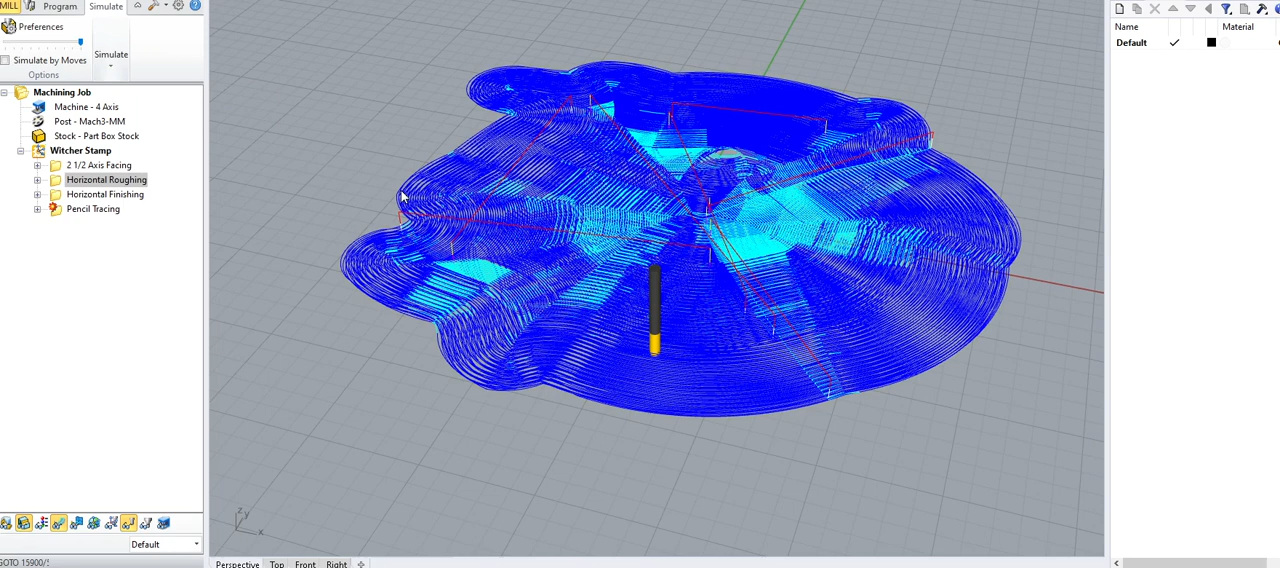 MILL Program Simulate
Preferences
Simulate by Moves
Simulate
Options
Machining Job
Machine - 4 Axis
Post - Mach3-MM
Stock - Part Box Stock
Witcher Stamp
2 1/2 Axis Facing
Horizontal Roughing
Horizontal Finishing
Pencil Tracing
Default
GOTO 15900/
z
y
x
Perspective Top Front Right
Name Material
Default